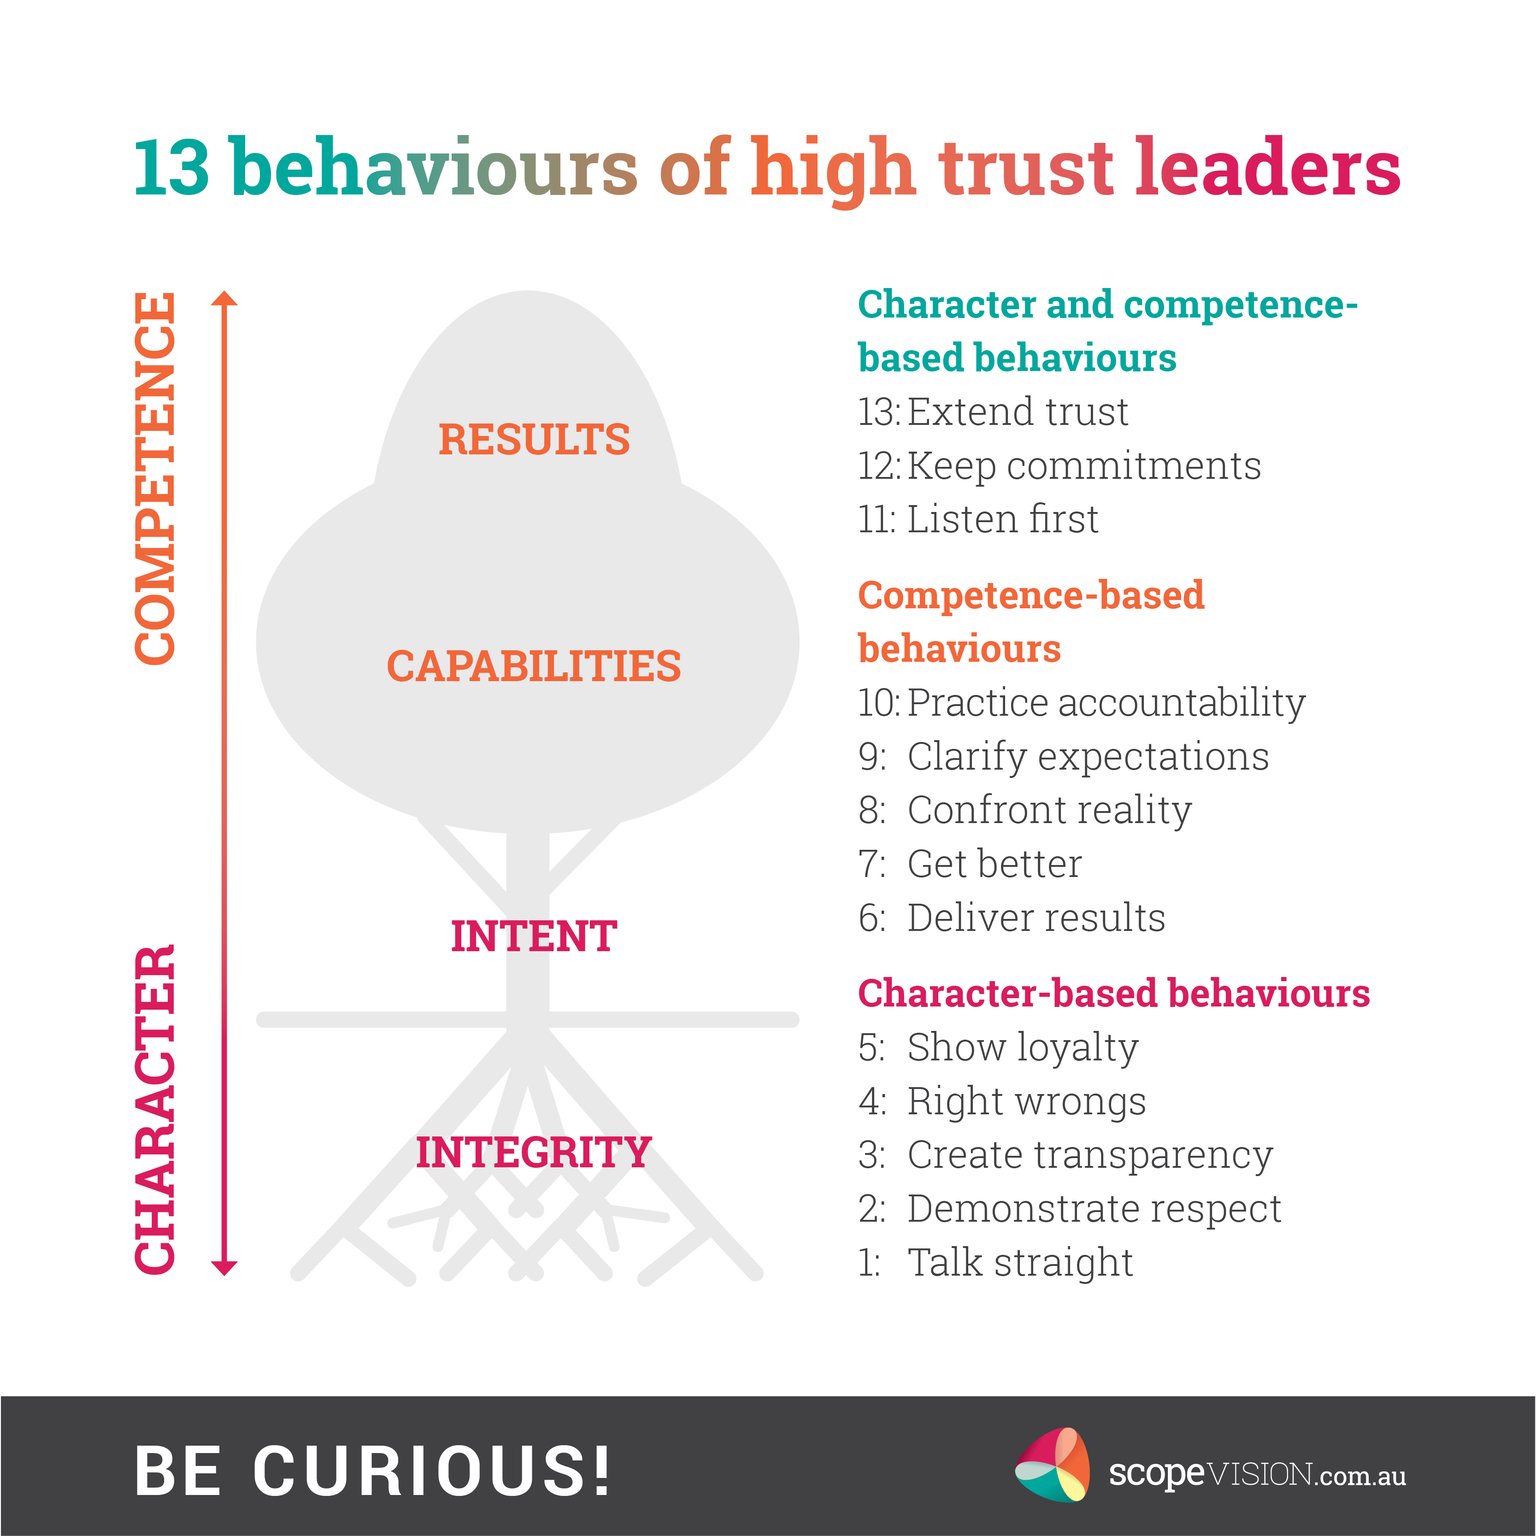 13 behaviours of high trust leaders
COMPETENCE
CHARACTER
RESULTS
CAPABILITIES
INTENT
INTEGRITY
Character and competence-
based behaviours
13: Extend trust
12: Keep commitments
11: Listen first
Competence-based
behaviours
10: Practice accountability
9: Clarify expectations
8: Confront reality
7: Get better
6: Deliver results
Character-based behaviours
5: Show loyalty
4: Right wrongs
3: Create transparency
2: Demonstrate respect
1: Talk straight
BE CURIOUS!
scopeVISION.com.au